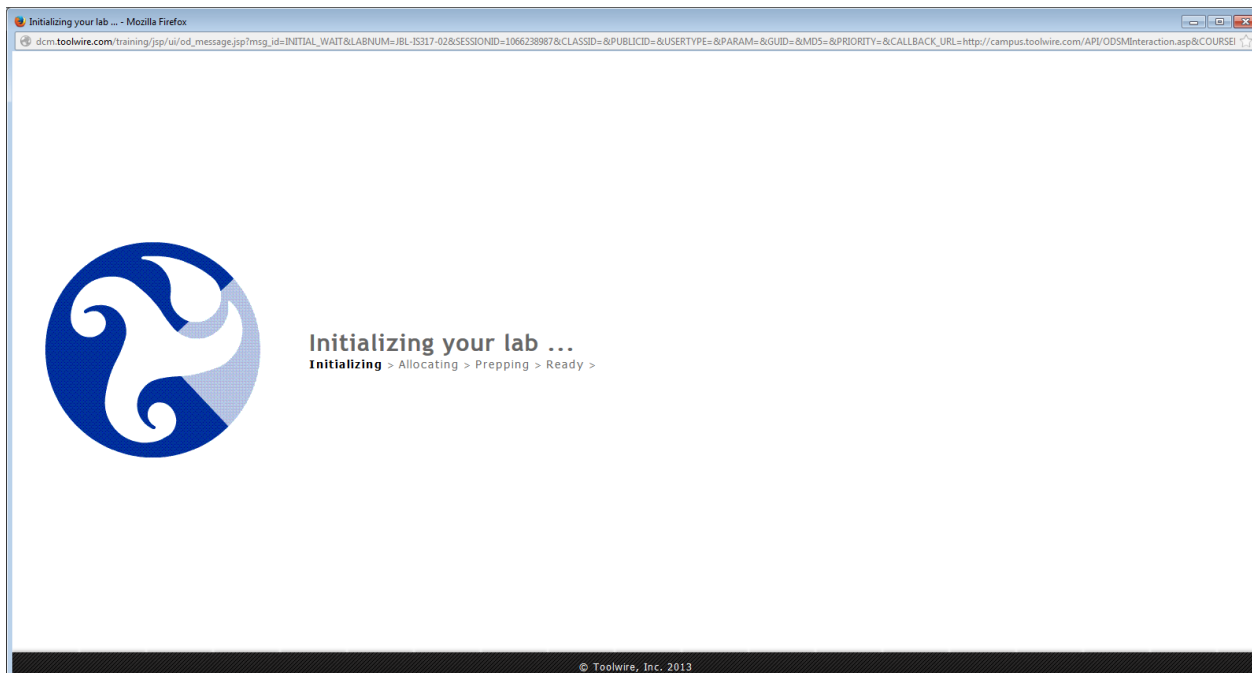 Initializing your lab ... - Mozilla Firefox
dcm.toolwire.com/training/jsp/ui/od_message.jsp?msg_id=INITIAL_WAIT&LABNUM=JBL-IS317-02&SESSIONID=1066238987&CLASSID=&PUBLICID=&USERTYPE=&PARAM=&GUID=&MD5=&PRIORITY=&CALLBACK_URL=http://campus.toolwire.com/API/ODSMInteraction.asp&COURSEI
Initializing your lab ...
Initializing > Allocating > Prepping > Ready >
© Toolwire, Inc. 2013